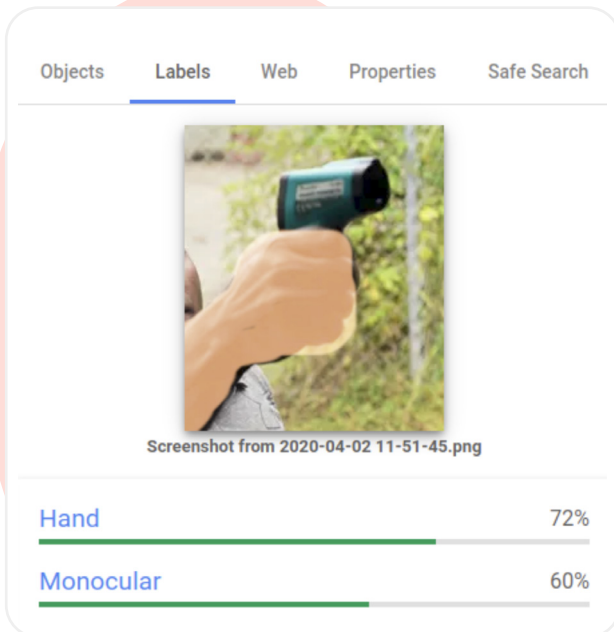 Objects Labels Web Properties Safe Search
Screenshot from 2020-04-02 11-51-45.png
Hand 72%
Monocular 60%